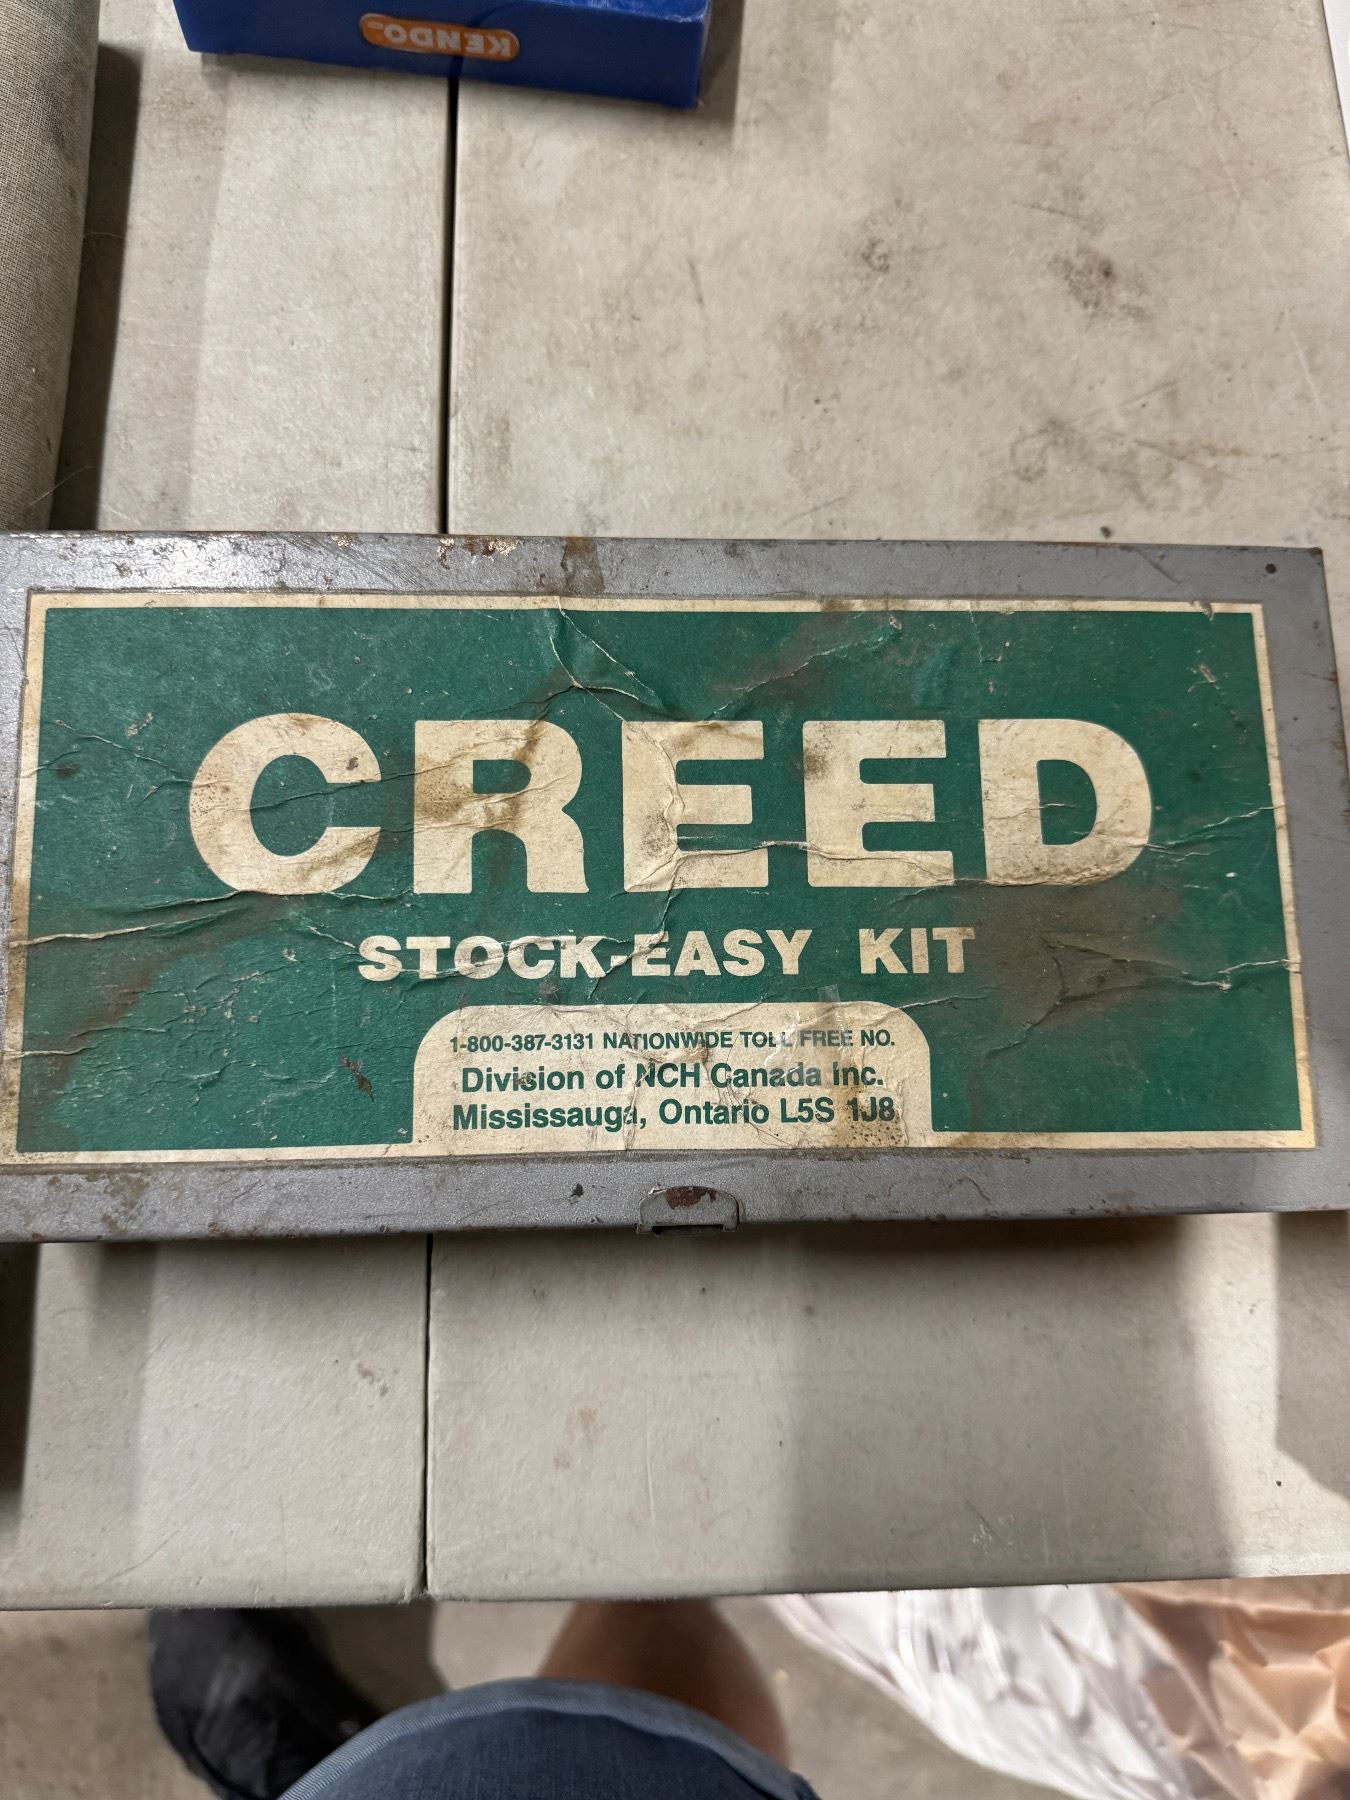 KENDO
CREED
STOCK-EASY KIT
1-800-387-3131 NATIONWIDE TOLL FREE NO.
Division of NCH Canada Inc.
Mississauga, Ontario L5S 1J8